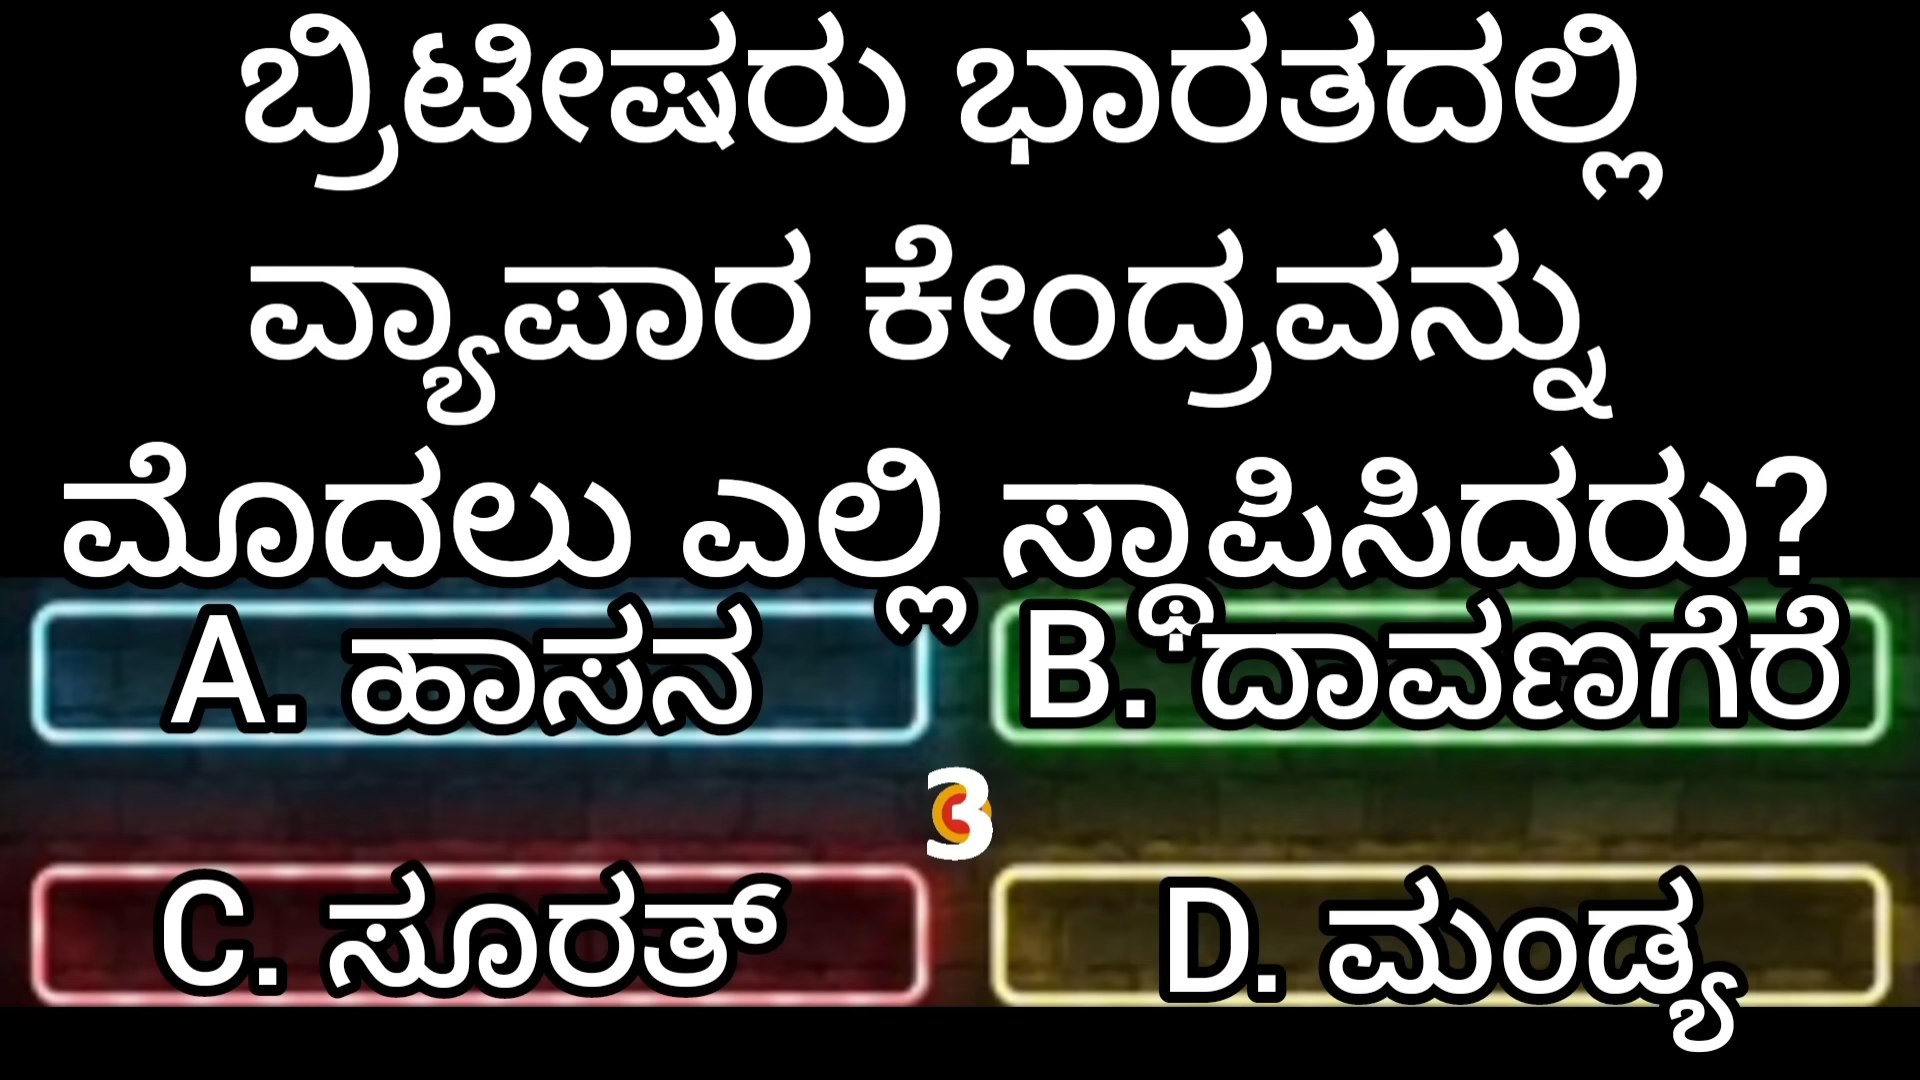 ಬ್ರಿಟೀಷರು ಭಾರತದಲ್ಲಿ
ವ್ಯಾಪಾರ ಕೇಂದ್ರವನ್ನು
ಮೊದಲು ಎಲ್ಲಿ ಸ್ಥಾಪಿಸಿದರು?
A. ಹಾಸನ
B. ದಾವಣಗೆರೆ
3
C. ಸೂರತ್
D. ಮಂಡ್ಯ